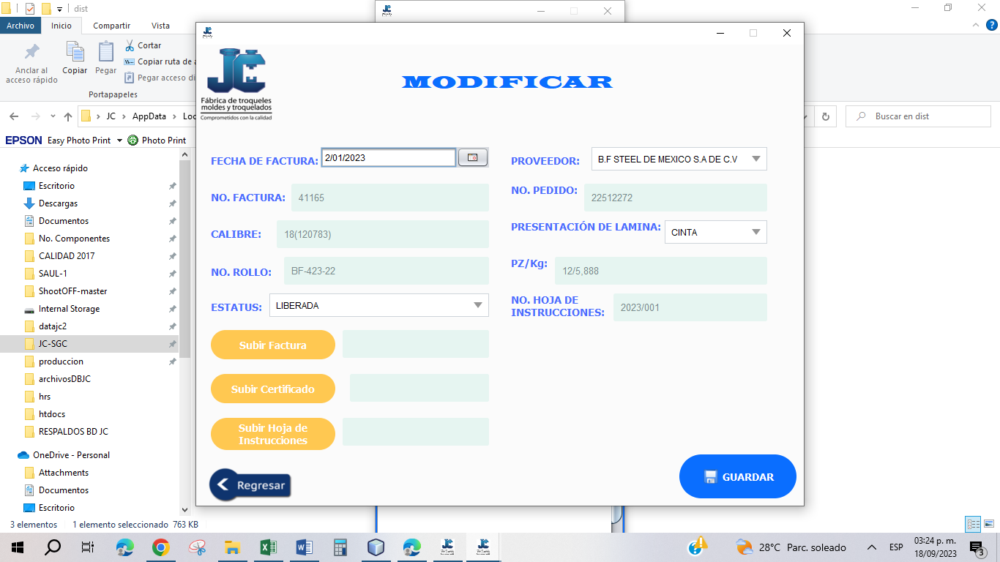 dist
Archivo
Inicio
Compartir
Vista
Anclar al
acceso rápido
Copiar
Pegar
Cortar
Copiar ruta de a
Pegar acceso di
Portapapeles
JC
AppData
Loc
Buscar en dist
EPSON
Easy Photo Print
Photo Print
Acceso rápido
Escritorio
Descargas
Documentos
No. Componentes
CALIDAD 2017
SAUL-1
ShootOFF-master
Internal Storage
datajc2
JC-SGC
produccion
archivosDBJC
hrs
htdocs
RESPALDOS BD JC
OneDrive - Personal
Attachments
Documentos
Escritorio
3 elementos
1 elemento seleccionado 763 KB
JC
Fábrica de troqueles
moldes y troquelados
Comprometidos con la calidad
MODIFICAR
FECHA DE FACTURA: 2/01/2023
PROVEEDOR: B.F STEEL DE MEXICO S.A DE C.V
NO. FACTURA: 41165
NO. PEDIDO: 22512272
CALIBRE: 18(120783)
PRESENTACIÓN DE LAMINA: CINTA
NO. ROLLO: BF-423-22
PZ/Kg: 12/5,888
ESTATUS: LIBERADA
NO. HOJA DE
INSTRUCCIONES: 2023/001
Subir Factura
Subir Certificado
Subir Hoja de
Instrucciones
Regresar
GUARDAR
28°C Parc. soleado
ESP
03:24 p. m.
18/09/2023
3